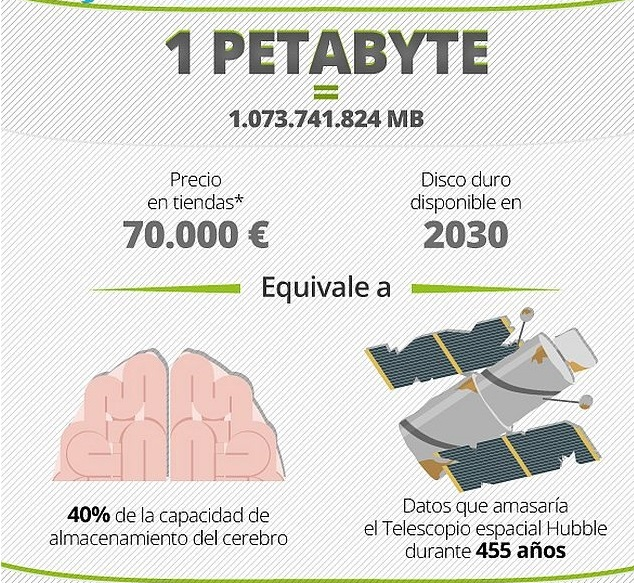 1 PETABYTE
=
1.073.741.824 MB
Precio
en tiendas*
70.000 €
Disco duro
disponible en
2030
Equivale a
40% de la capacidad de
almacenamiento del cerebro
Datos que amasaría
el Telescopio espacial Hubble
durante 455 años